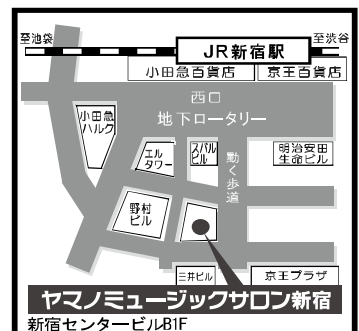 至池袋
至渋谷
JR新宿駅
小田急百貨店
京王百貨店
西口
地下ロータリー
小田急
ハルク
エル
タワー
スバル
ビル
動く歩道
明治安田
生命ビル
野村
ビル
三井ビル
京王プラザ
ヤマノミュージックサロン新宿
新宿センタービルB1F